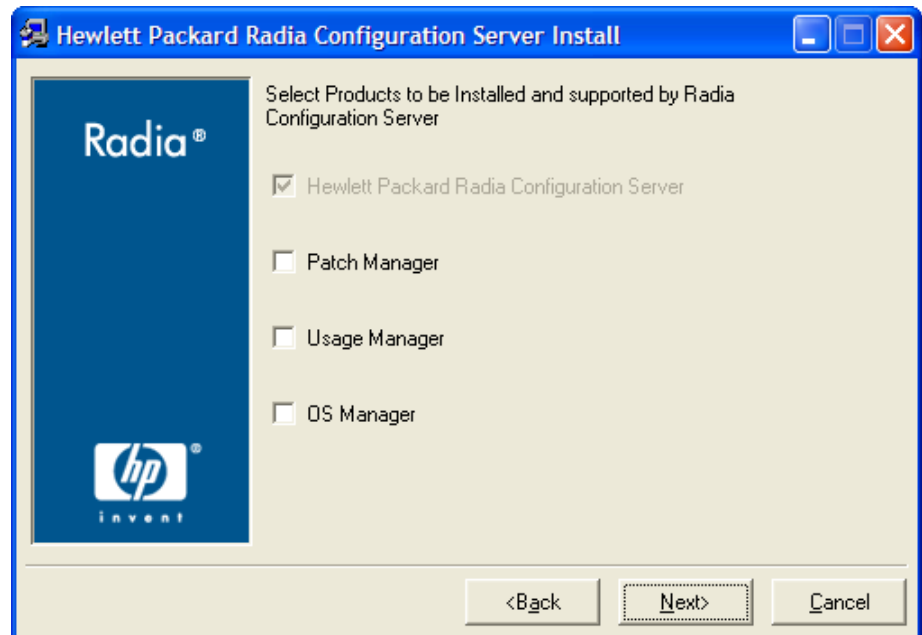 Hewlett Packard Radia Configuration Server Install
Radia®
Select Products to be Installed and supported by Radia
Configuration Server
Hewlett Packard Radia Configuration Server
Patch Manager
Usage Manager
OS Manager
hp®
invent
<Back
Next>
Cancel